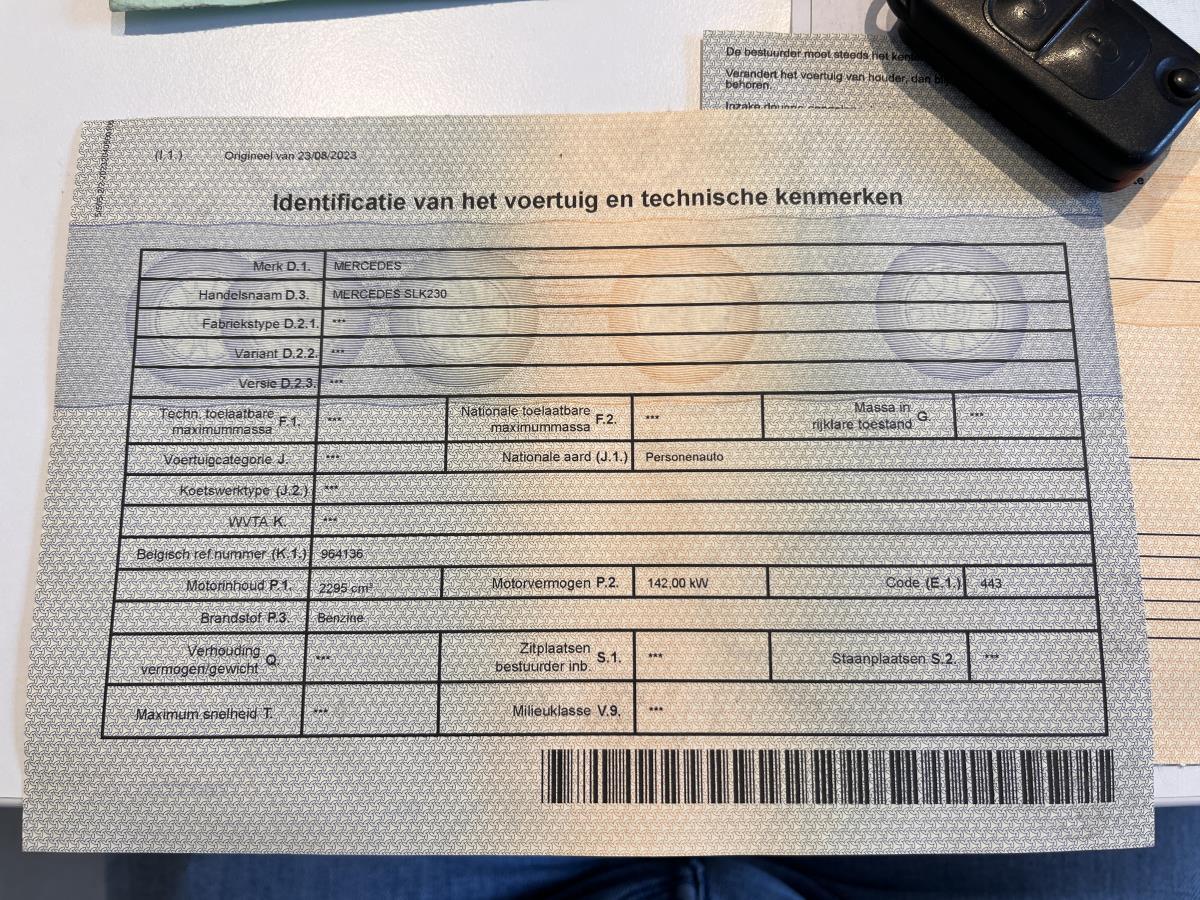 De bestuurder moet steeds het
Verandert het voertuig van houder, dan
behoren.
(I.1.) Origineel van 23/08/2023
Identificatie van het voertuig en technische kenmerken
Merk D.1. MERCEDES
Handelsnaam D.3. MERCEDES SLK230
Fabriekstype D.2.1. ***
Variant D.2.2. ***
Versie D.2.3. ***
Techn. toelaatbare maximummassa F.1. *** Nationale toelaatbare maximummassa F.2. *** Massa in rijklare toestand G ***
Voertuigcategorie J. *** Nationale aard (J.1.) Personenauto
Koetswerktype (J.2.) ***
WVTA K. ***
Belgisch ref nummer (K.1.) 964136
Motorinhoud P.1. 2295 cm³ Motorvermogen P.2. 142,00 kW Code (E.1.) 443
Brandstof P.3. Benzine
Verhouding vermogen/gewicht Q. *** Zitplaatsen bestuurder inb. S.1. *** Staanplaatsen S.2. ***
Maximum snelheid T. *** Milieuklasse V.9. ***